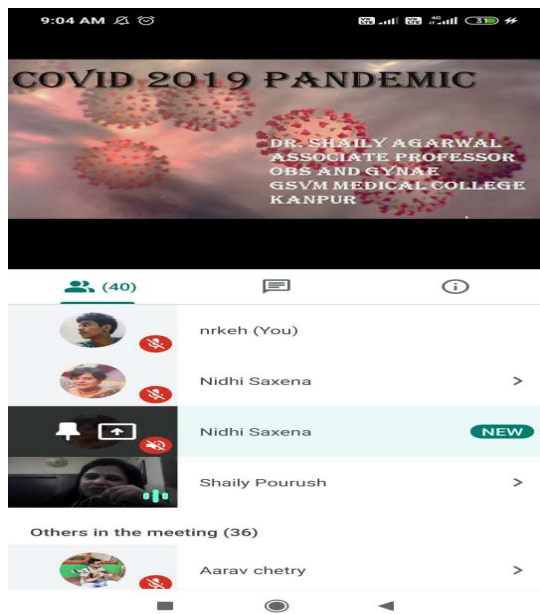 9:04 AM
31
COVID 2019 PANDEMIC
DR. SHAILY AGARWAL
ASSOCIATE PROFESSOR
OBS AND GYNAE
GSVM MEDICAL COLLEGE
KANPUR
(40)
nrkeh (You)
Nidhi Saxena
Nidhi Saxena NEW
Shaily Pourush
Others in the meeting (36)
Aarav chetry